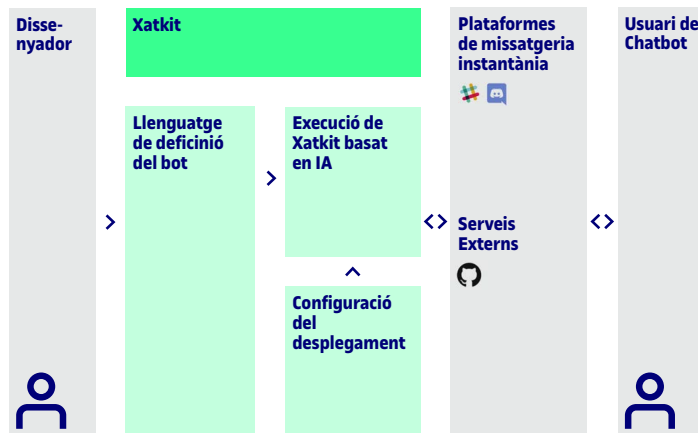 Disse-
nyador
Xatkit
Llenguatge
de deficinió
del bot
Execució de
Xatkit basat
en IA
Configuració
del
desplegament
Plataformes
de missatgeria
instantània
Serveis
Externs
Usuari de
Chatbot